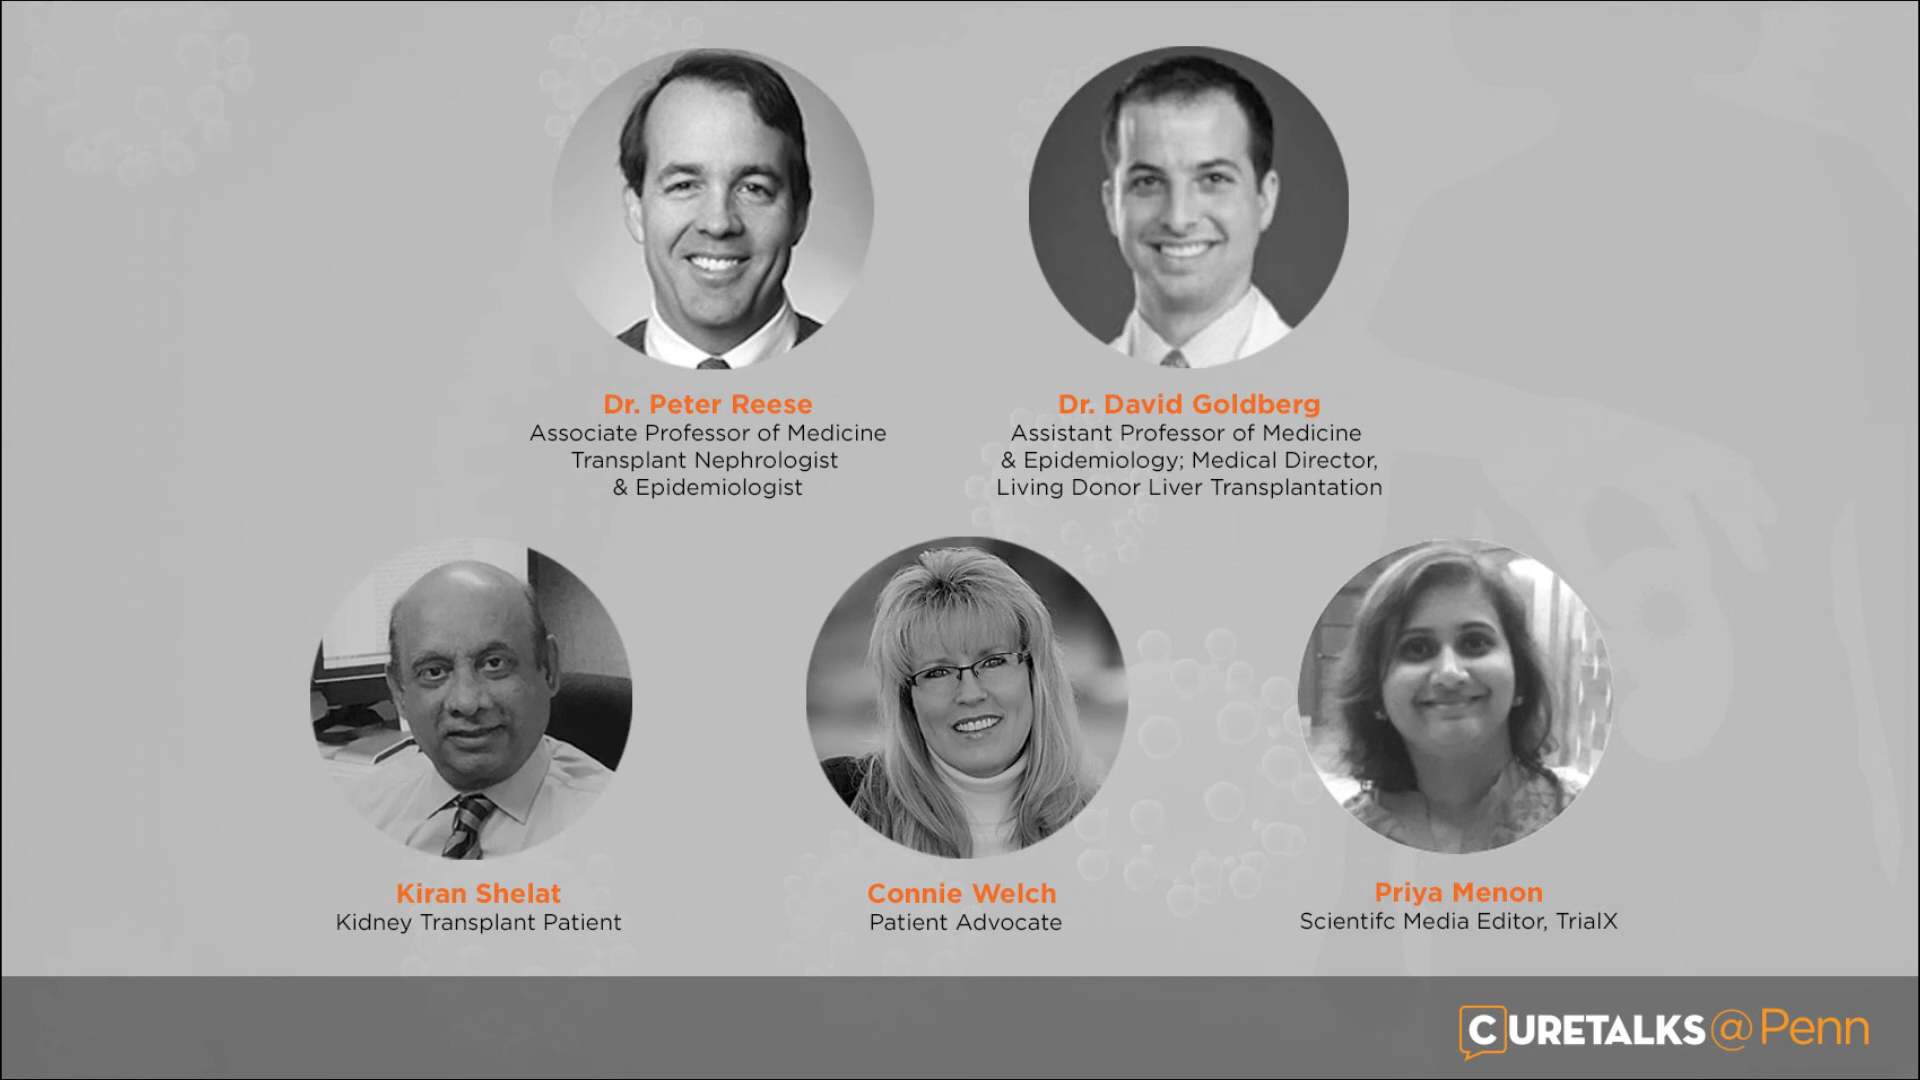 Dr. Peter Reese
Associate Professor of Medicine
Transplant Nephrologist
& Epidemiologist
Dr. David Goldberg
Assistant Professor of Medicine
& Epidemiology; Medical Director,
Living Donor Liver Transplantation
Kiran Shelat
Kidney Transplant Patient
Connie Welch
Patient Advocate
Priya Menon
Scientifc Media Editor, TrialX
CURETALKS@Penn